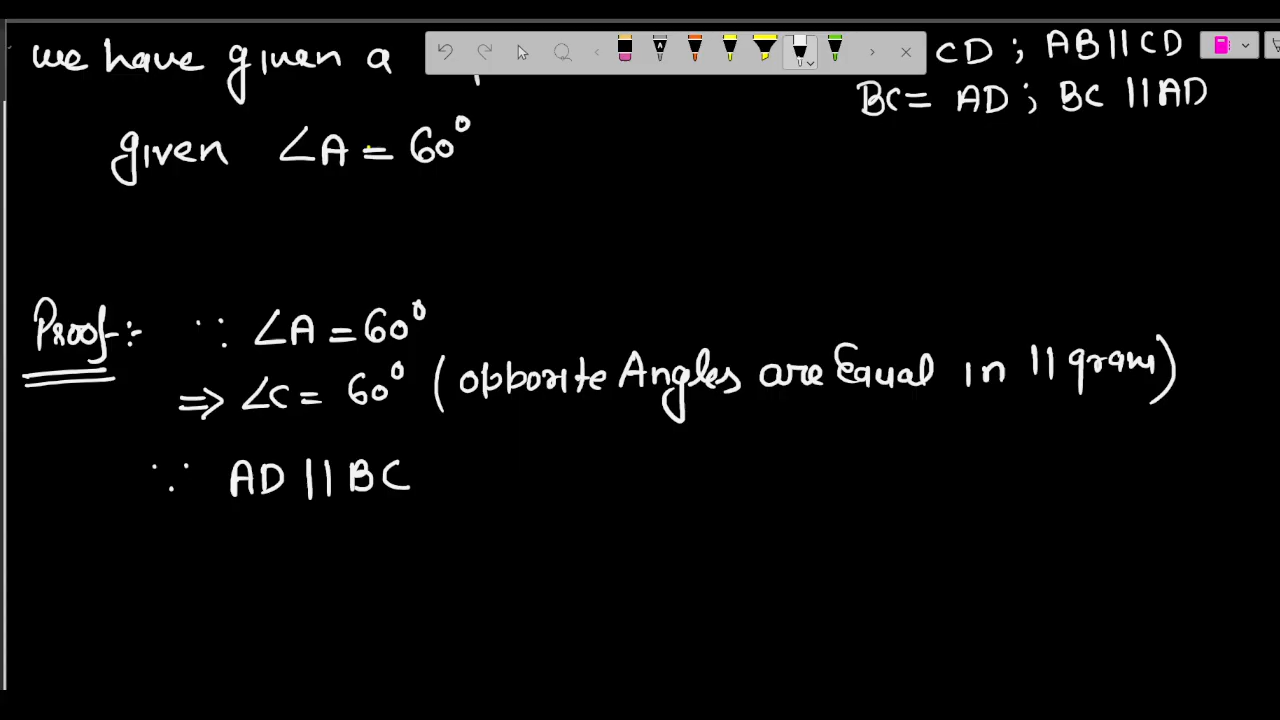 we have given a CD ; AB || CD
BC = AD ; BC || AD
given ∠A = 60°
Proof :- ∵ ∠A = 60°
⇒ ∠C = 60° (opposite Angles are Equal in || gram)
∵ AD || BC